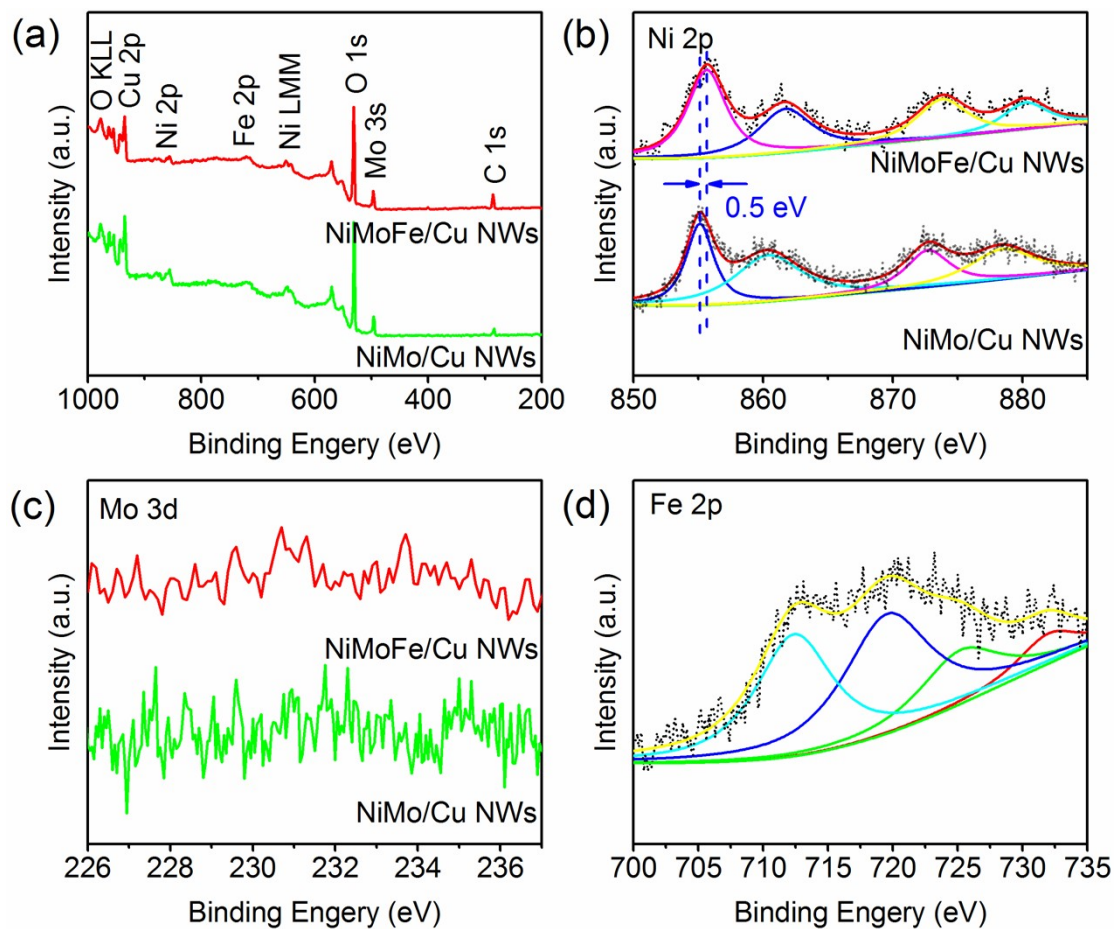 (a)
O KLL
Cu 2p
Ni 2p
Fe 2p
Ni LMM
O 1s
Mo 3s
C 1s
NiMoFe/Cu NWs
NiMo/Cu NWs
Intensity (a.u.)
1000 800 600 400 200
Binding Engery (eV)
(b)
Ni 2p
NiMoFe/Cu NWs
0.5 eV
NiMo/Cu NWs
Intensity (a.u.)
850 860 870 880
Binding Engery (eV)
(c)
Mo 3d
NiMoFe/Cu NWs
NiMo/Cu NWs
Intensity (a.u.)
226 228 230 232 234 236
Binding Engery (eV)
(d)
Fe 2p
Intensity (a.u.)
700 705 710 715 720 725 730 735
Binding Engery (eV)